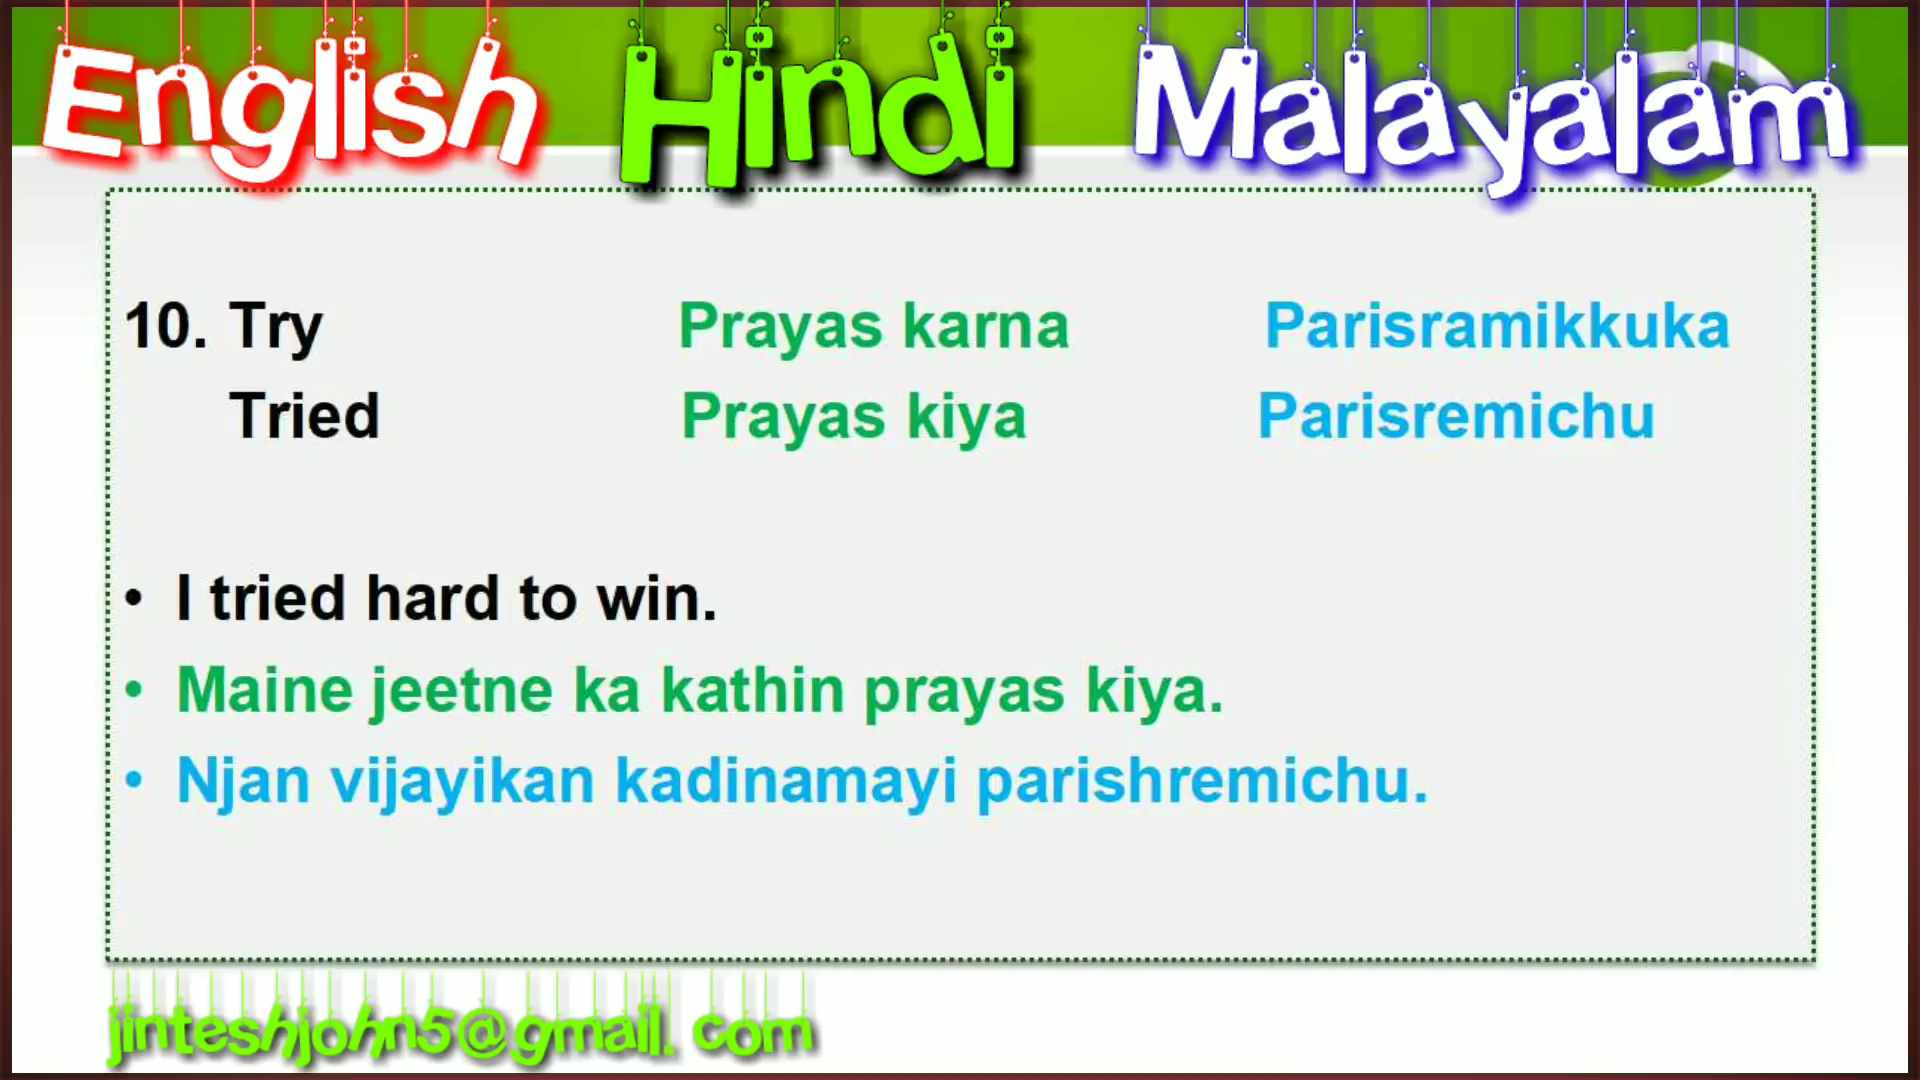 English Hindi Malayalam
10. Try Prayas karna Parisramikkuka
Tried Prayas kiya Parisremichu
• I tried hard to win.
• Maine jeetne ka kathin prayas kiya.
• Njan vijayikan kadinamayi parishremichu.
jinteshjohn5@gmail. com